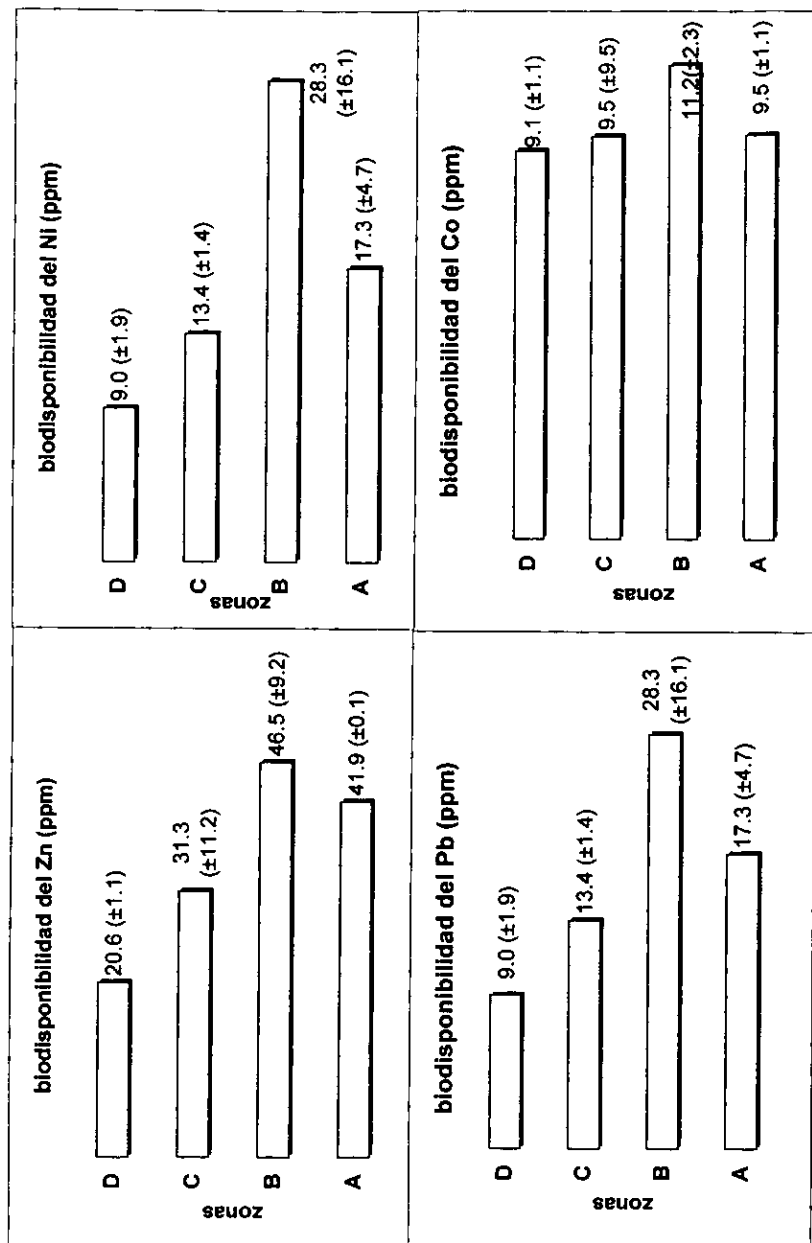 biodisponibilidad del Zn (ppm)
D
20.6 (±1.1)
C
31.3
(±11.2)
B
46.5 (±9.2)
A
41.9 (±0.1)
zonas
biodisponibilidad del Ni (ppm)
D
9.0 (±1.9)
C
13.4 (±1.4)
B
28.3
(±16.1)
A
17.3 (±4.7)
zonas
biodisponibilidad del Pb (ppm)
D
9.0 (±1.9)
C
13.4 (±1.4)
B
28.3
(±16.1)
A
17.3 (±4.7)
zonas
biodisponibilidad del Co (ppm)
D
9.1 (±1.1)
C
9.5 (±9.5)
B
11.2(±2.3)
A
9.5 (±1.1)
zonas